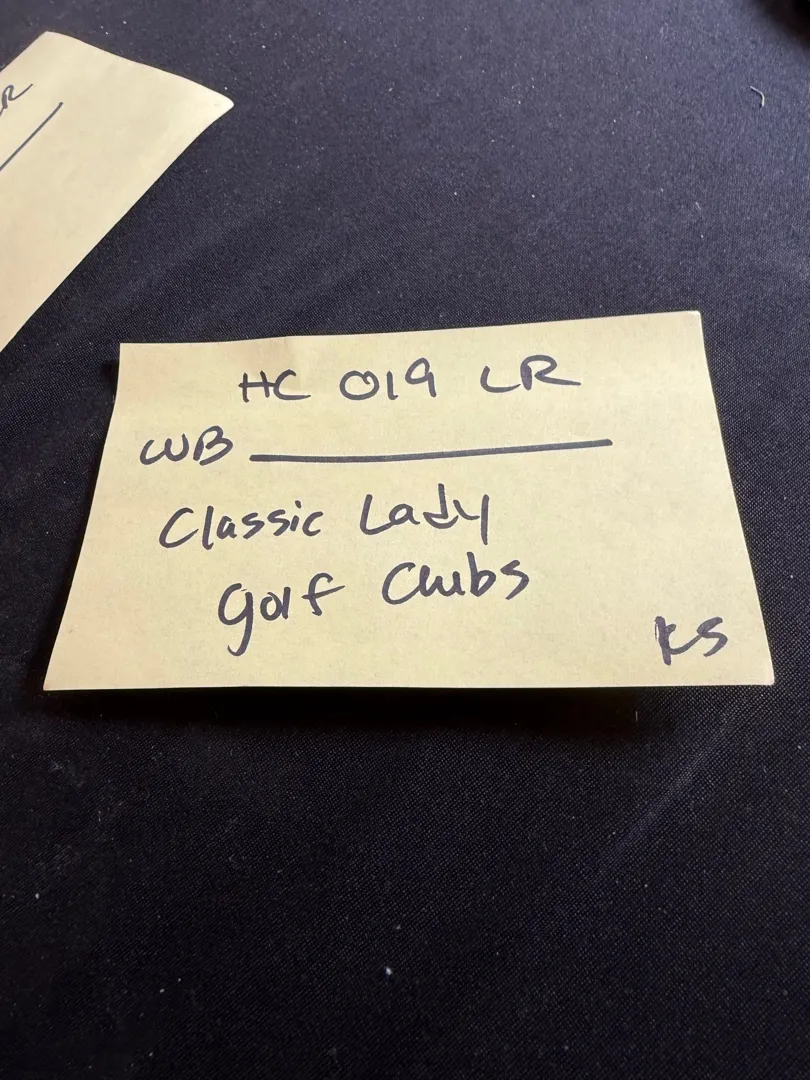 HC 019 LR
WB
Classic Lady
Golf Clubs
KS